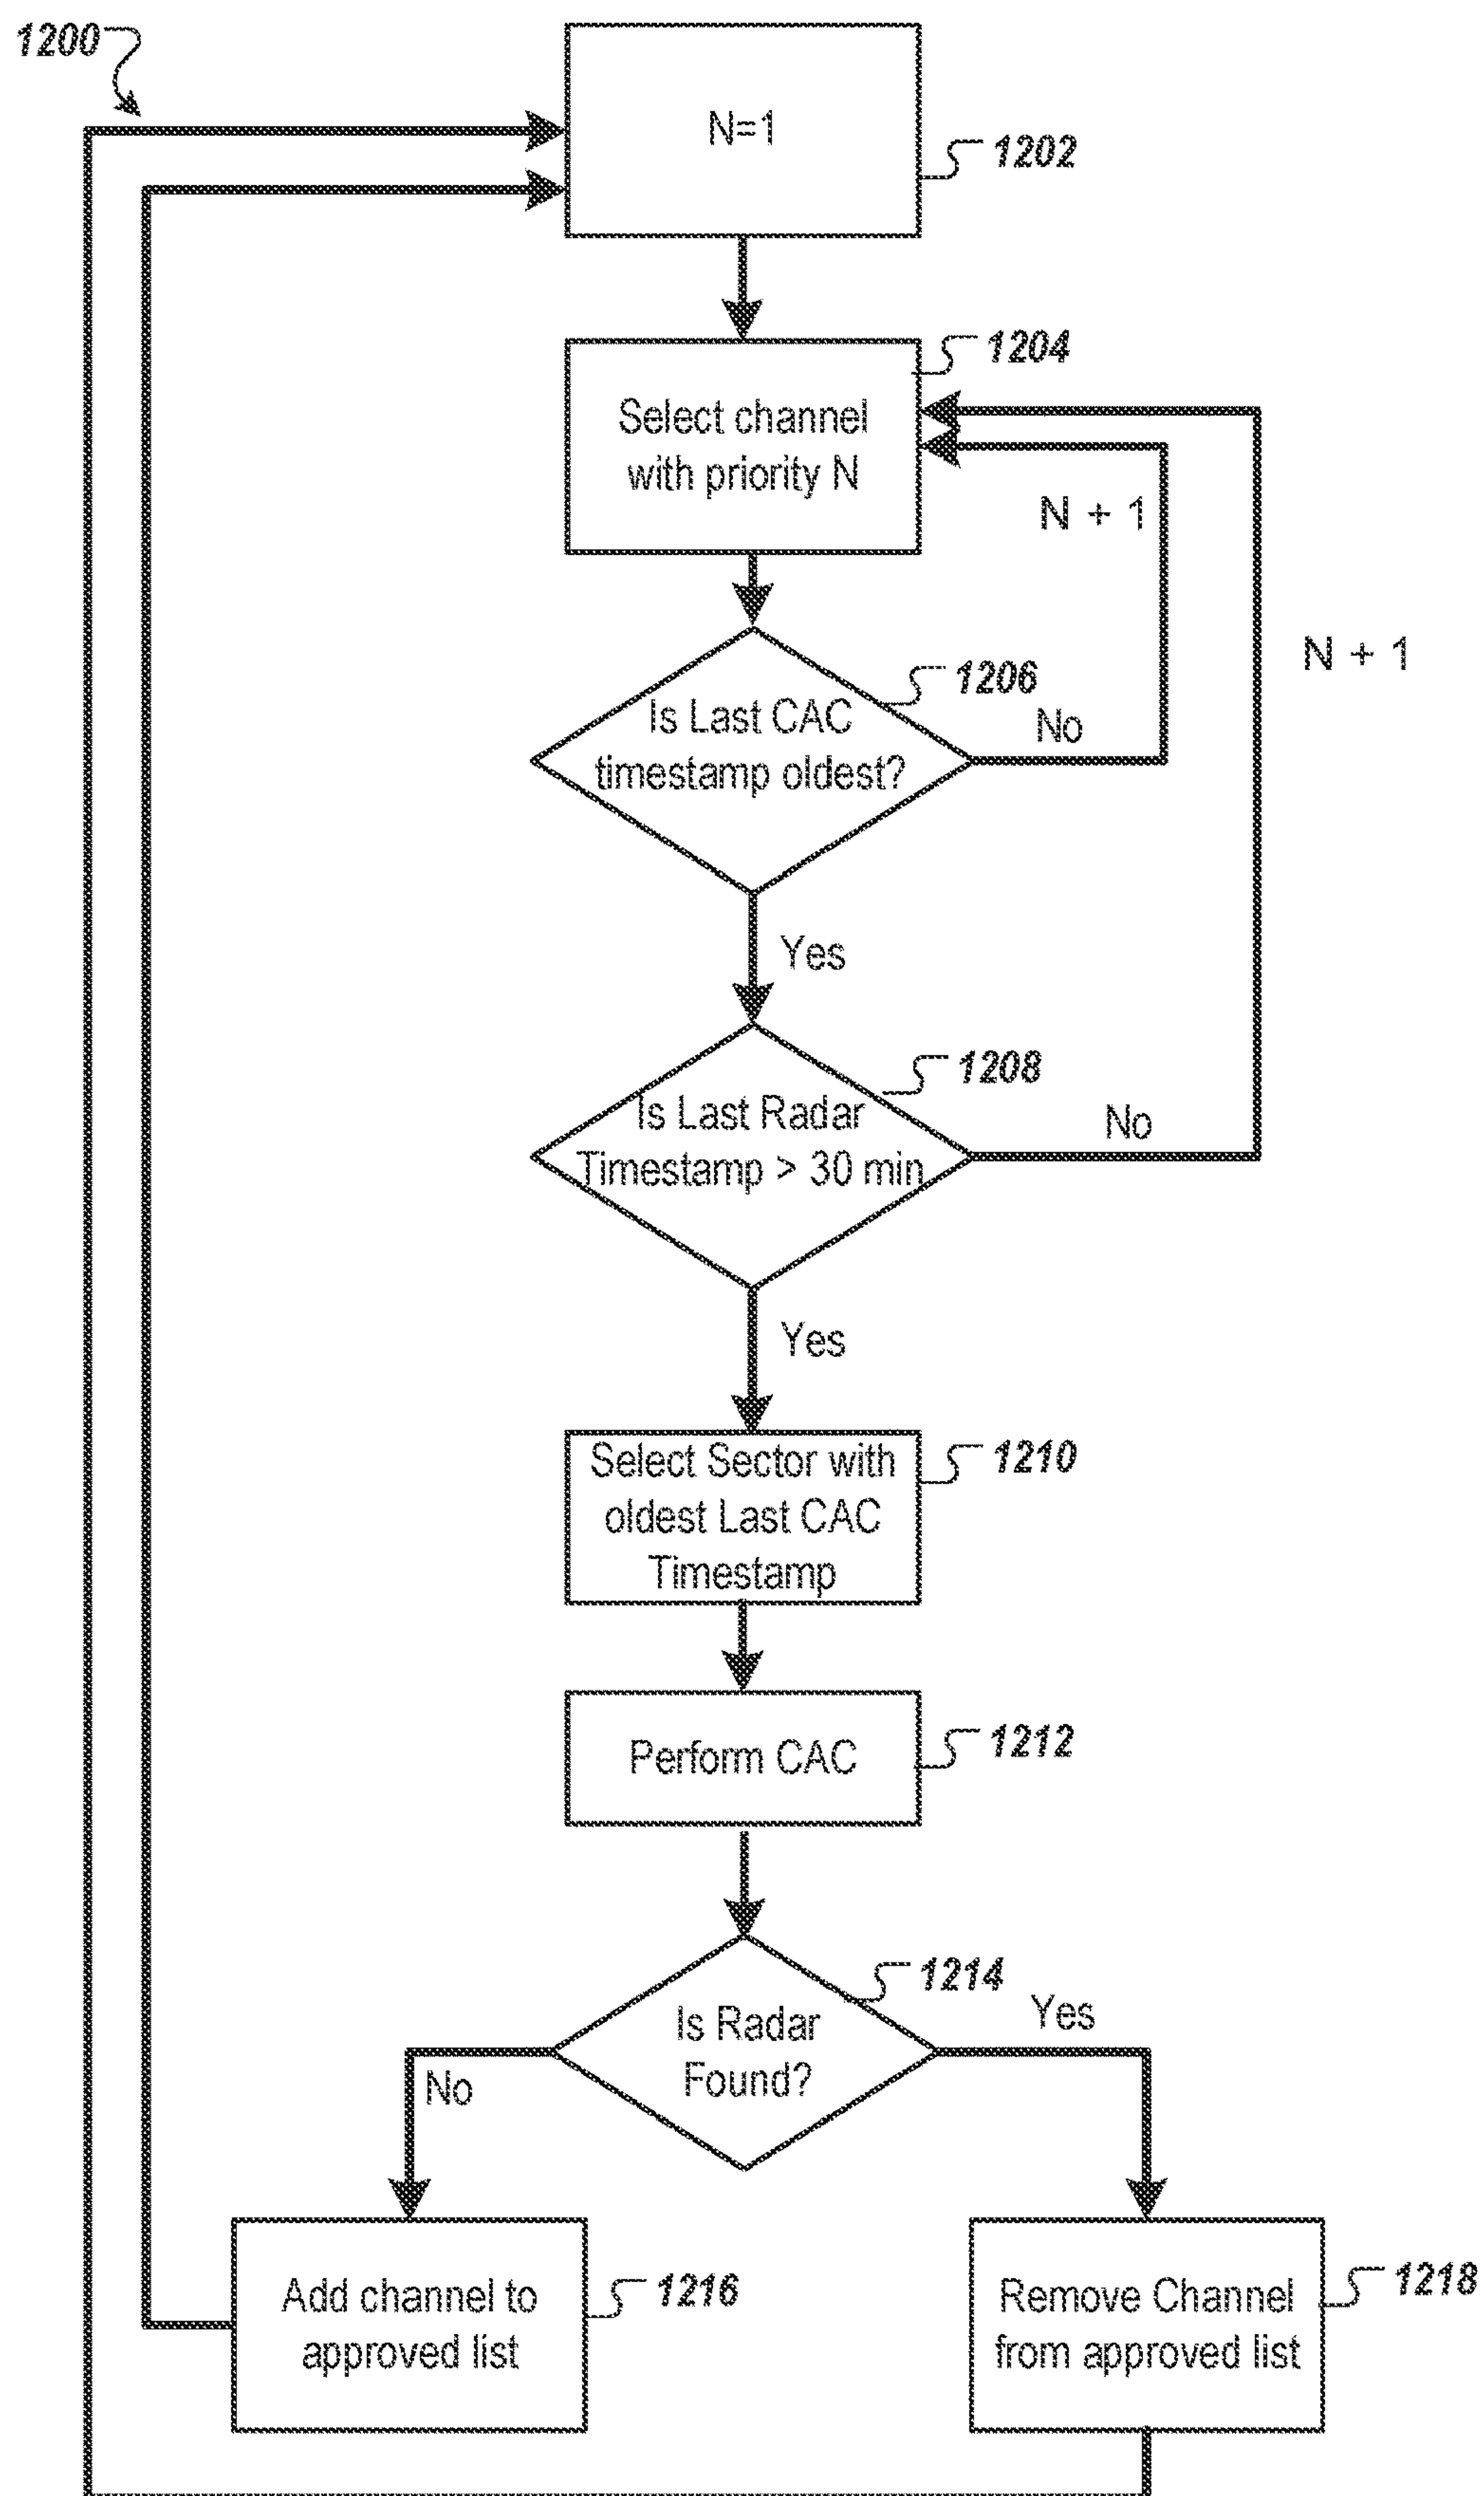 1200
N=1
1202
1204
Select channel
with priority N
N + 1
N + 1
1206
Is Last CAC
timestamp oldest?
No
Yes
1208
Is Last Radar
Timestamp > 30 min
No
Yes
Select Sector with
oldest Last CAC
Timestamp
1210
Perform CAC
1212
1214
Is Radar
Found?
Yes
No
Add channel to
approved list
1216
Remove Channel
from approved list
1218